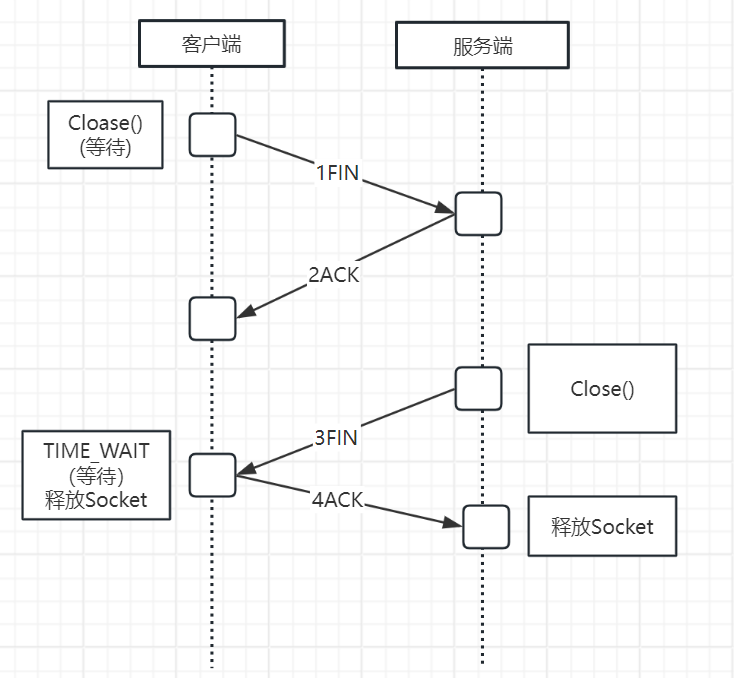 客户端
服务端
Cloase()
(等待)
1FIN
2ACK
Close()
3FIN
TIME_WAIT
(等待)
释放Socket
4ACK
释放Socket